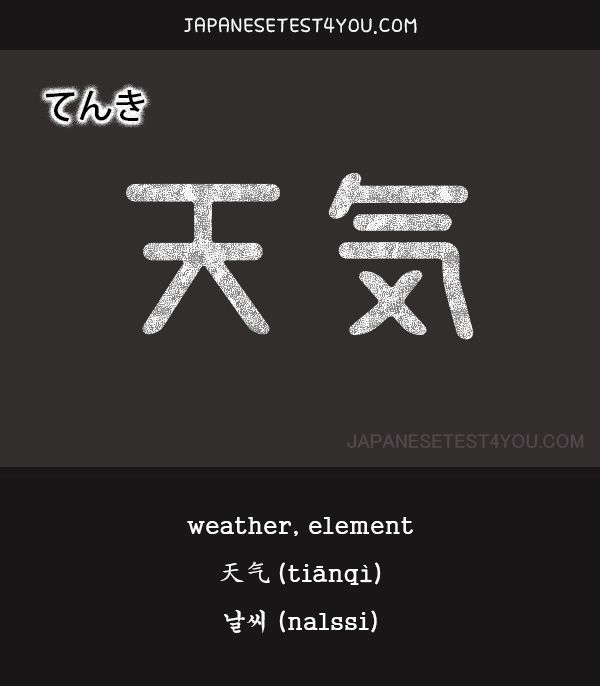 JAPANESETEST4YOU.COM
てんき
天気
JAPANESETEST4YOU.COM
weather, element
天气 (tiānqì)
날씨 (nalssi)